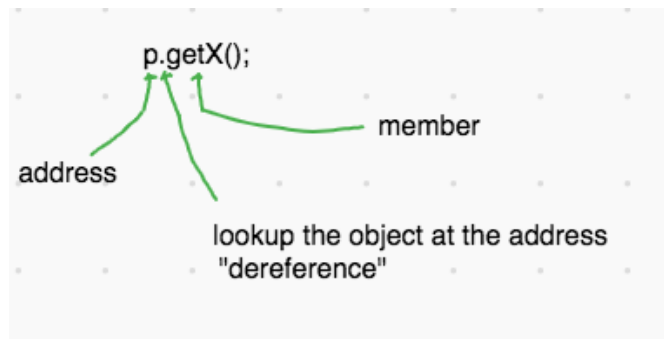 p.getX();
member
address
lookup the object at the address
"dereference"